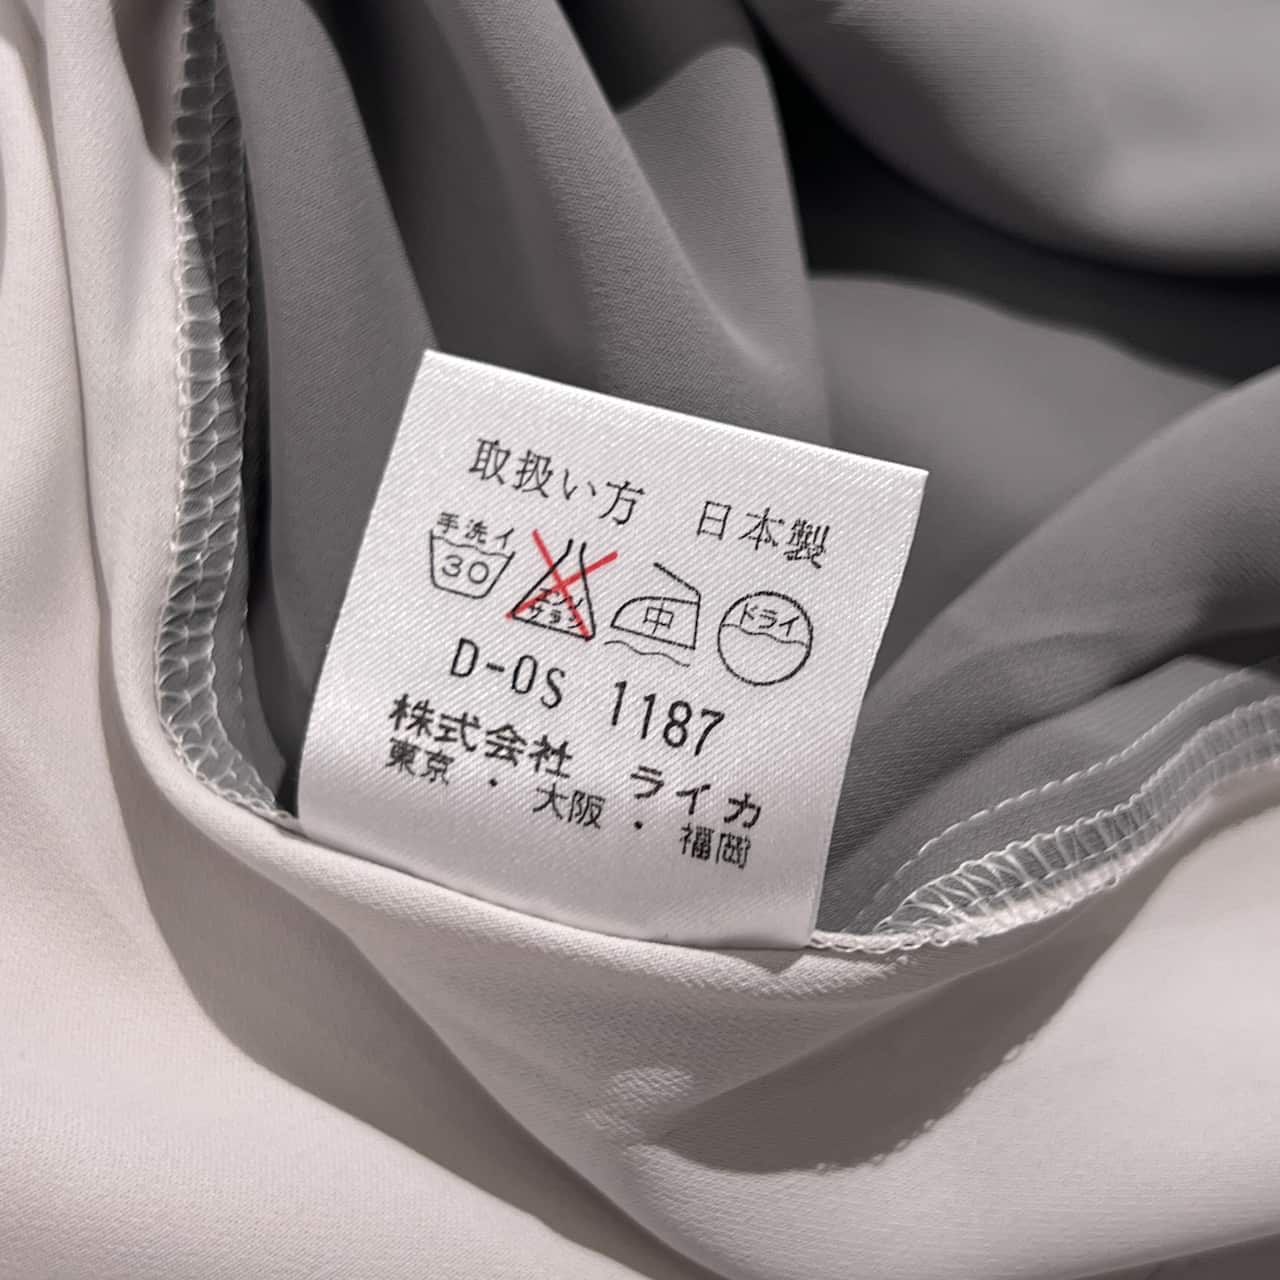 取扱い方 日本製
手洗イ
30
エンソ
サラシ
中
ドライ
D-0S 1187
株式会社 ライカ
東京・大阪・福岡